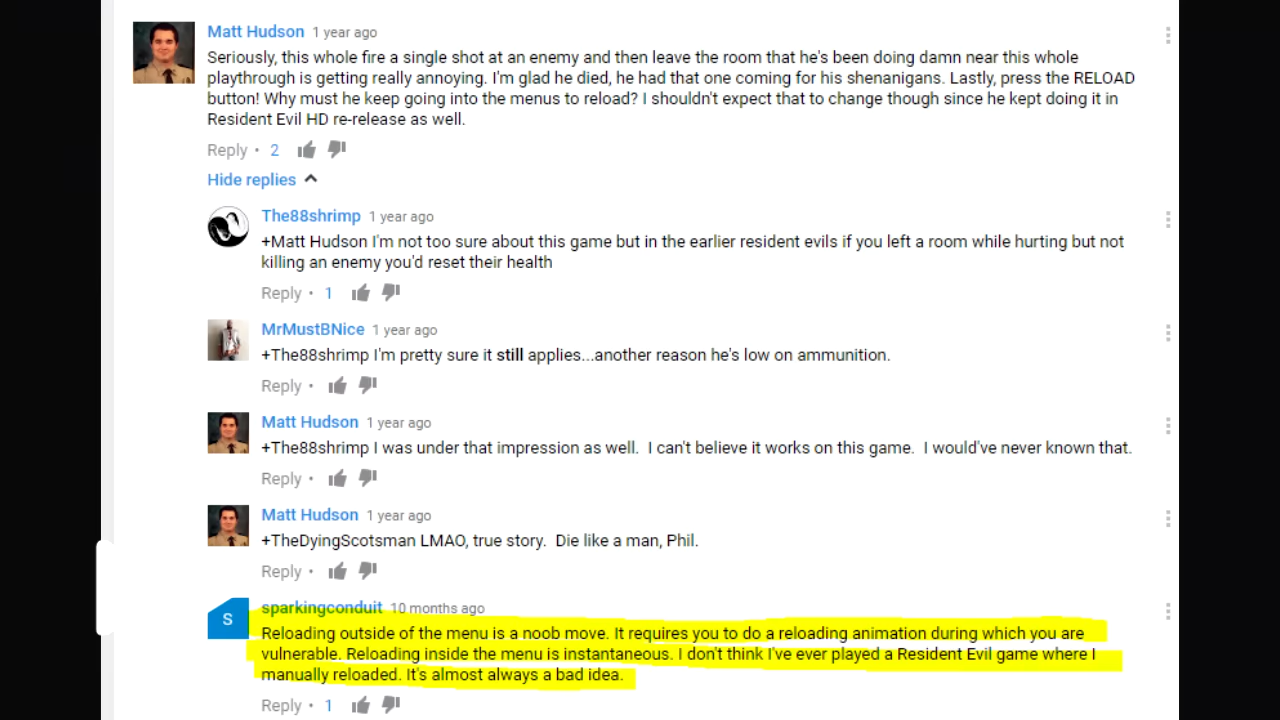 Matt Hudson 1 year ago
Seriously, this whole fire a single shot at an enemy and then leave the room that he's been doing damn near this whole
playthrough is getting really annoying. I'm glad he died, he had that one coming for his shenanigans. Lastly, press the RELOAD
button! Why must he keep going into the menus to reload? I shouldn't expect that to change though since he kept doing it in
Resident Evil HD re-release as well.
Reply • 2
Hide replies
The88shrimp 1 year ago
+Matt Hudson I'm not too sure about this game but in the earlier resident evils if you left a room while hurting but not
killing an enemy you'd reset their health
Reply • 1
MrMustBNice 1 year ago
+The88shrimp I'm pretty sure it still applies...another reason he's low on ammunition.
Reply •
Matt Hudson 1 year ago
+The88shrimp I was under that impression as well.  I can't believe it works on this game.  I would've never known that.
Reply •
Matt Hudson 1 year ago
+TheDyingScotsman LMAO, true story.  Die like a man, Phil.
Reply •
S
sparkingconduit 10 months ago
Reloading outside of the menu is a noob move. It requires you to do a reloading animation during which you are
vulnerable. Reloading inside the menu is instantaneous. I don't think I've ever played a Resident Evil game where I
manually reloaded. It's almost always a bad idea.
Reply • 1